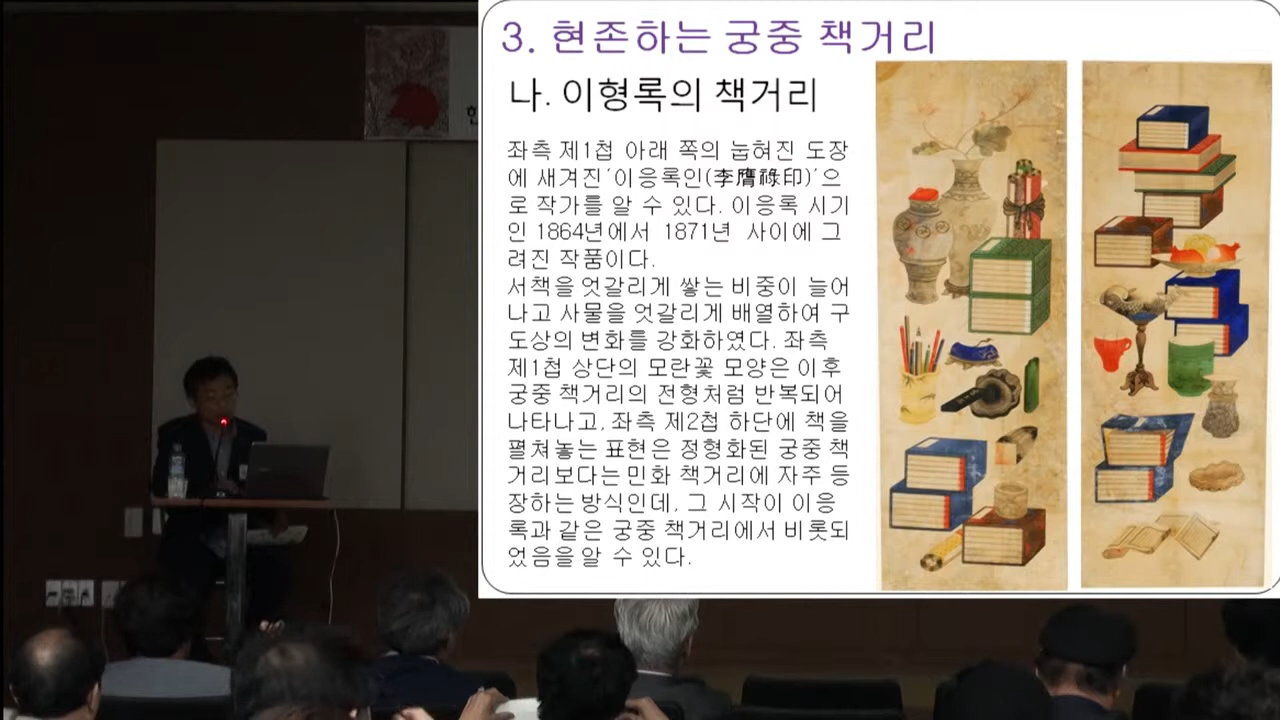 3. 현존하는 궁중 책거리
나. 이형록의 책거리
좌측 제1첩 아래 쪽의 눕혀진 도장
에 새겨진 '이응록인(李膺祿印)'으
로 작가를 알 수 있다. 이응록 시기
인 1864년에서 1871년 사이에 그
려진 작품이다.
서책을 엇갈리게 쌓는 비중이 늘어
나고 사물을 엇갈리게 배열하여 구
도상의 변화를 강화하였다. 좌측
제1첩 상단의 모란꽃 모양은 이후
궁중 책거리의 전형처럼 반복되어
나타나고, 좌측 제2첩 하단에 책을
펼쳐놓는 표현은 정형화된 궁중 책
거리보다는 민화 책거리에 자주 등
장하는 방식인데, 그 시작이 이응
록과 같은 궁중 책거리에서 비롯되
었음을 알 수 있다.